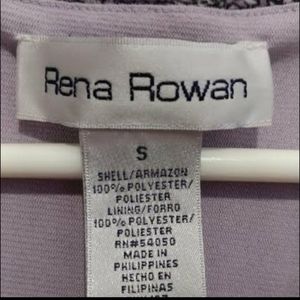 Rena Rowan
S
SHELL/ARMAZON
100% POLYESTER/
POLIESTER
LINING/FORRO
100% POLYESTER/
POLIESTER
RN#54050
MADE IN
PHILIPPINES
HECHO EN
FILIPINAS